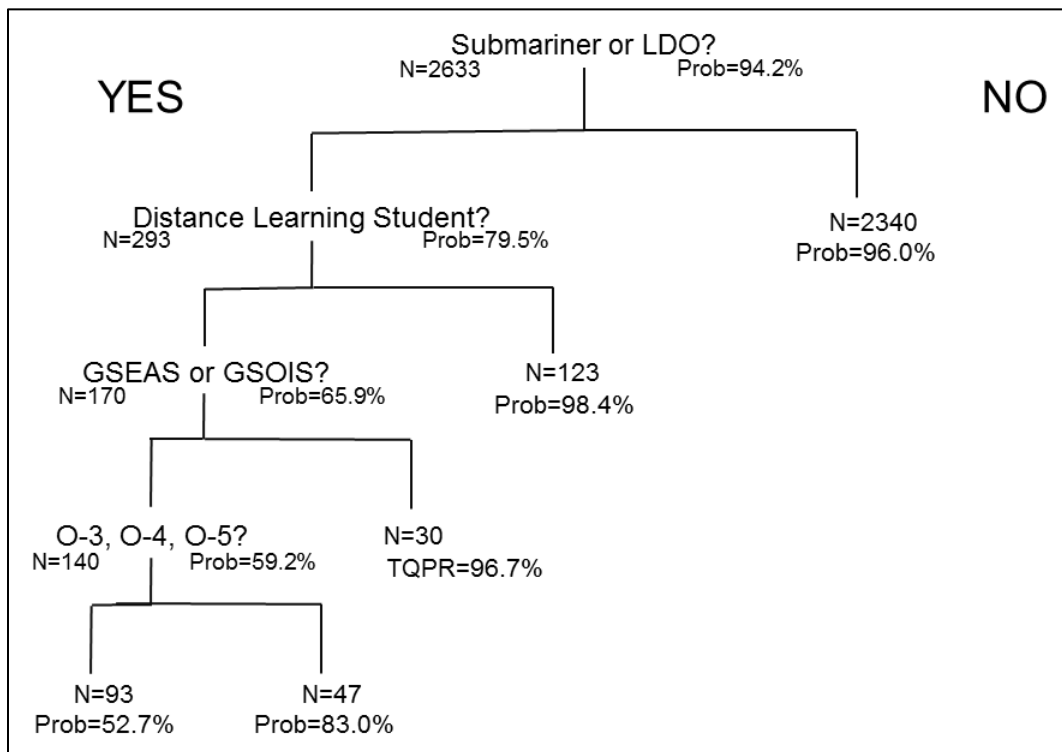 Submariner or LDO?
N=2633 Prob=94.2%
YES NO
Distance Learning Student?
N=293 Prob=79.5%
N=2340
Prob=96.0%
GSEAS or GSOIS?
N=170 Prob=65.9%
N=123
Prob=98.4%
O-3, O-4, O-5?
N=140 Prob=59.2%
N=30
TQPR=96.7%
N=93
Prob=52.7%
N=47
Prob=83.0%